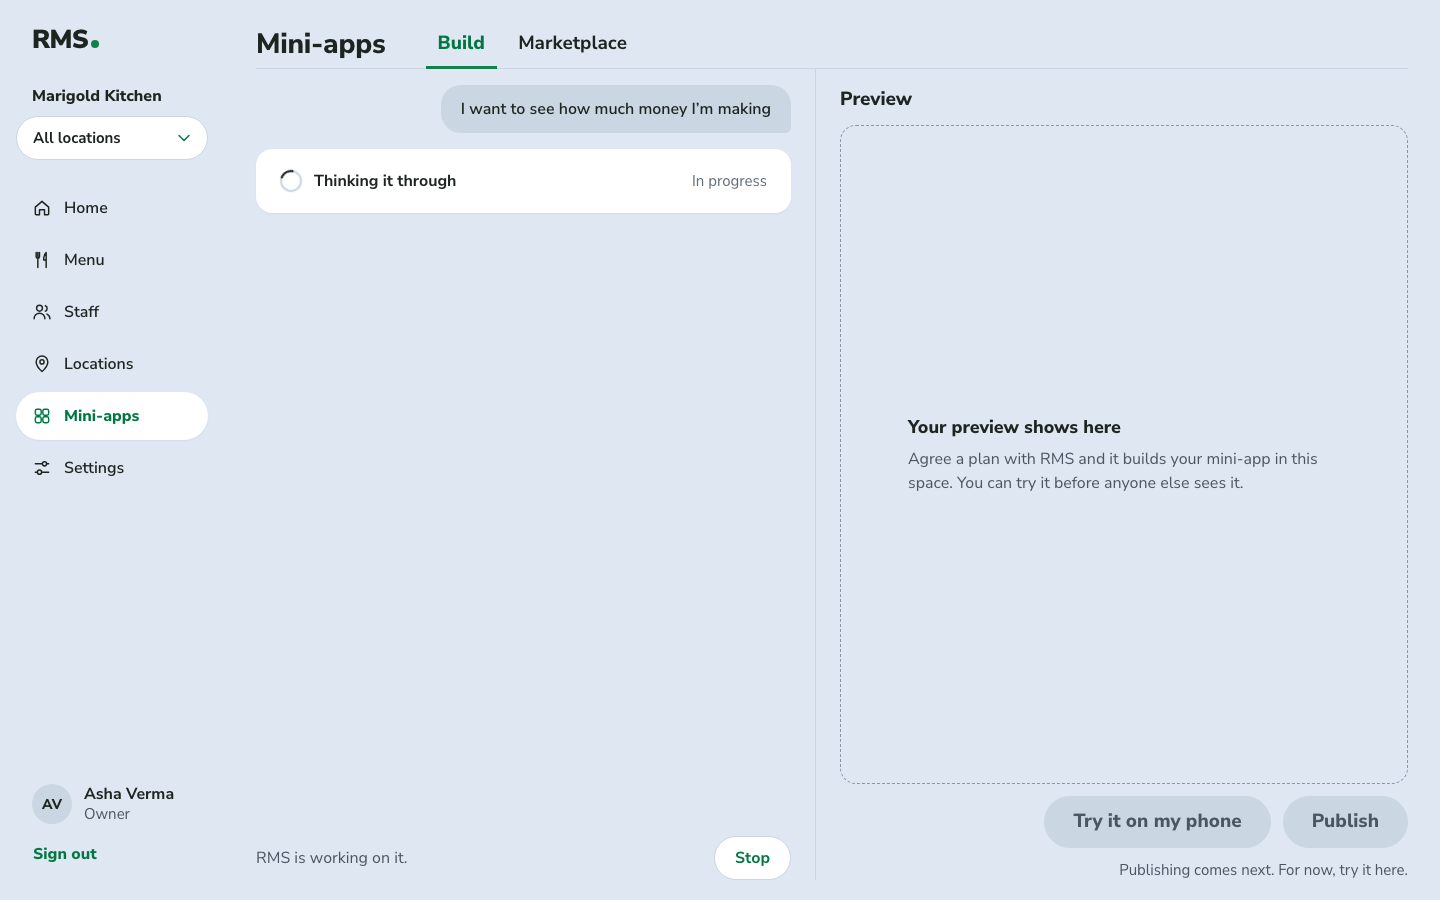 RMS.
Marigold Kitchen
All locations
Home
Menu
Staff
Locations
Mini-apps
Settings
AV
Asha Verma
Owner
Sign out
Mini-apps
Build
Marketplace
I want to see how much money I'm making
Thinking it through
In progress
RMS is working on it.
Stop
Preview
Your preview shows here
Agree a plan with RMS and it builds your mini-app in this
space. You can try it before anyone else sees it.
Try it on my phone
Publish
Publishing comes next. For now, try it here.